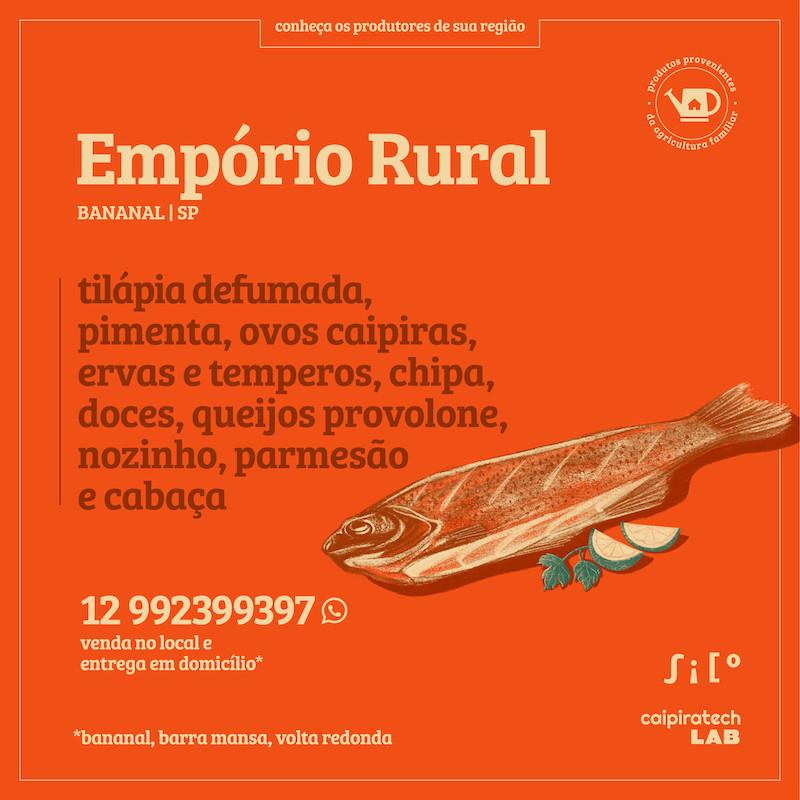 conheça os produtores de sua região
produtos provenientes
da agricultura familiar
Empório Rural
BANANAL | SP
tilápia defumada,
pimenta, ovos caipiras,
ervas e temperos, chipa,
doces, queijos provolone,
nozinho, parmesão
e cabaça
12 992399397
venda no local e
entrega em domicílio*
silo
caipiratech
LAB
*bananal, barra mansa, volta redonda